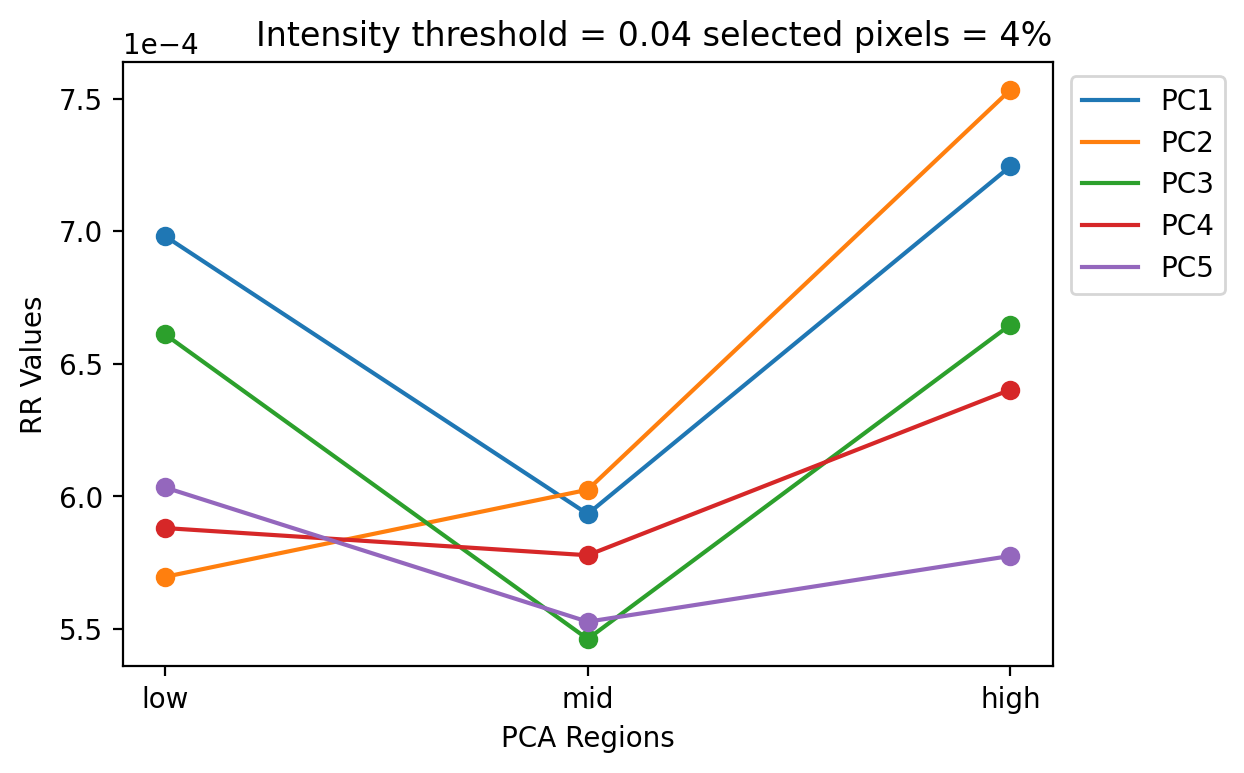 Intensity threshold = 0.04 selected pixels = 4%
1e−4
7.5
7.0
6.5
6.0
5.5
RR Values
low
mid
high
PCA Regions
PC1
PC2
PC3
PC4
PC5